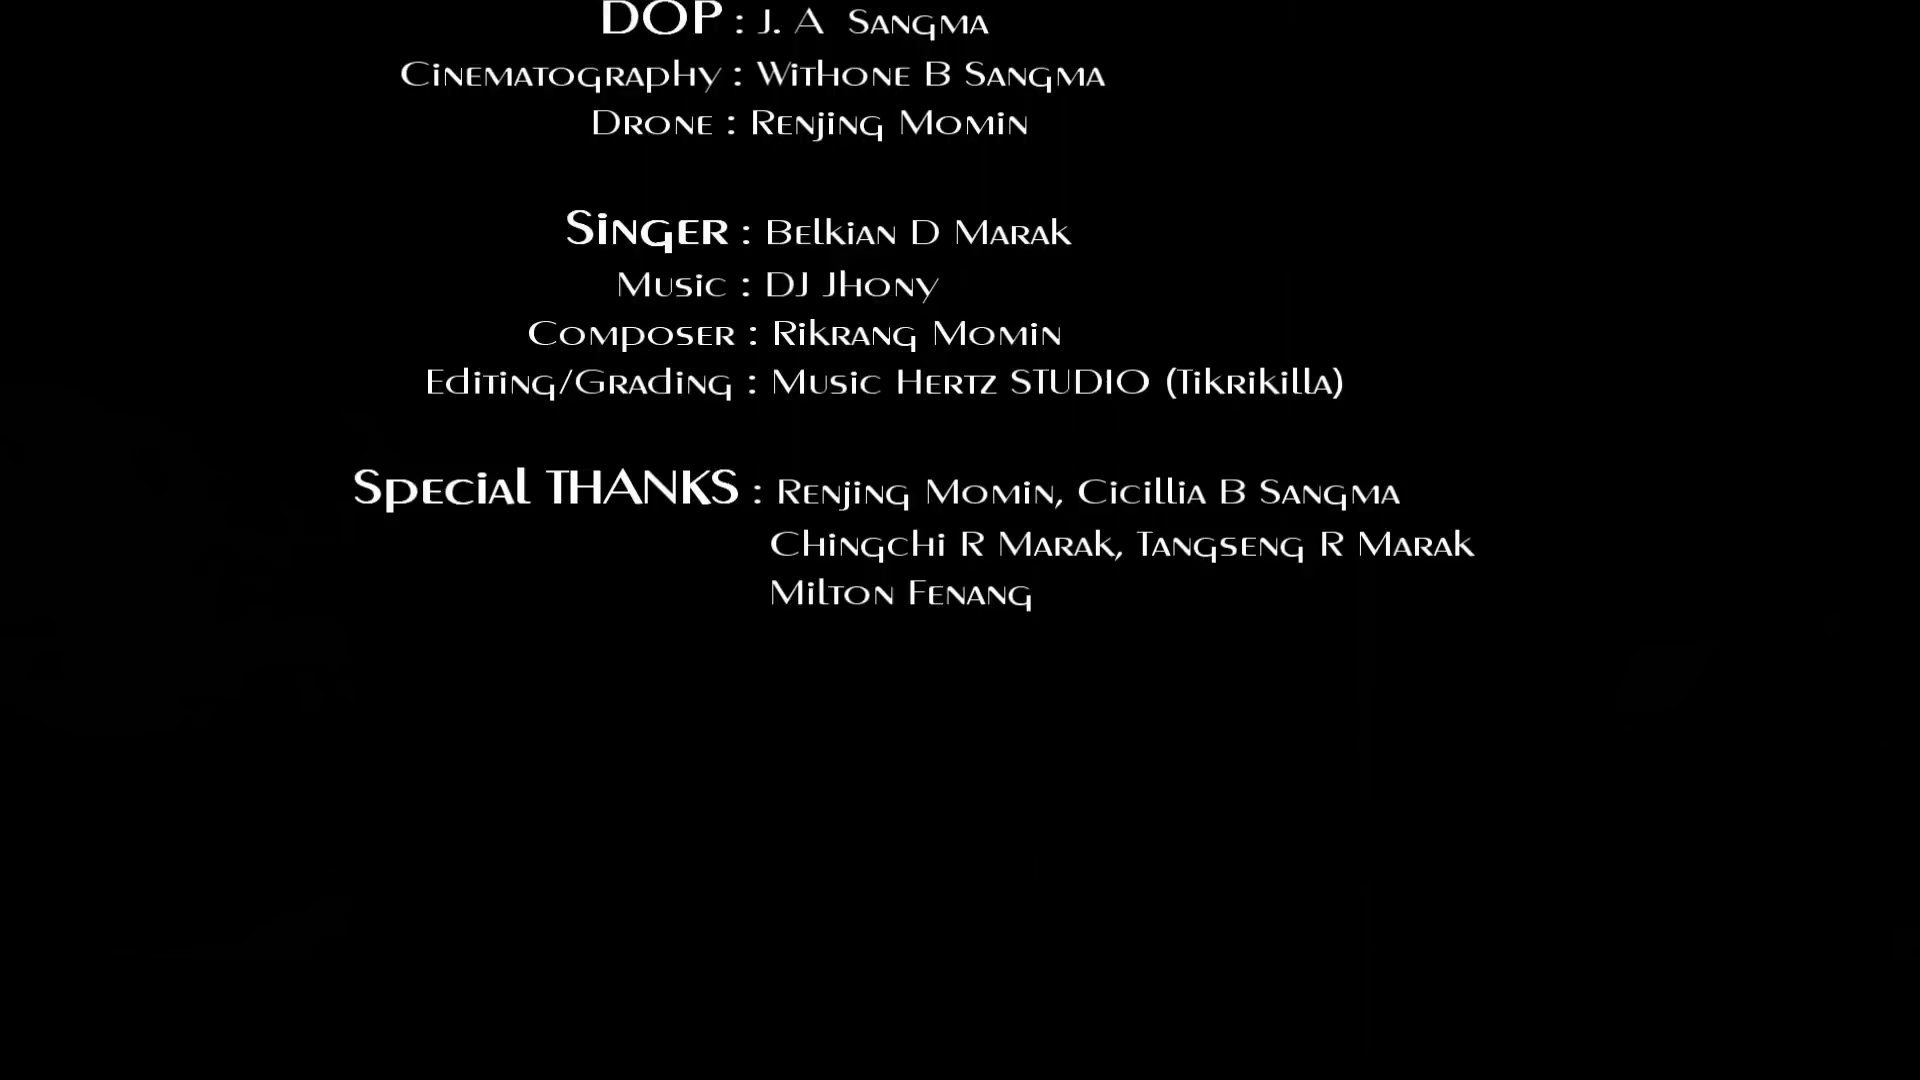 DOP : J. A Sangma
Cinematography : Withone B Sangma
Drone : Renjing Momin
Singer : Belkian D Marak
Music : DJ Jhony
Composer : Rikrang Momin
Editing/Grading : Music Hertz STUDIO (Tikrikilla)
Special THANKS : Renjing Momin, Cicillia B Sangma
Chingchi R Marak, Tangseng R Marak
Milton Fenang